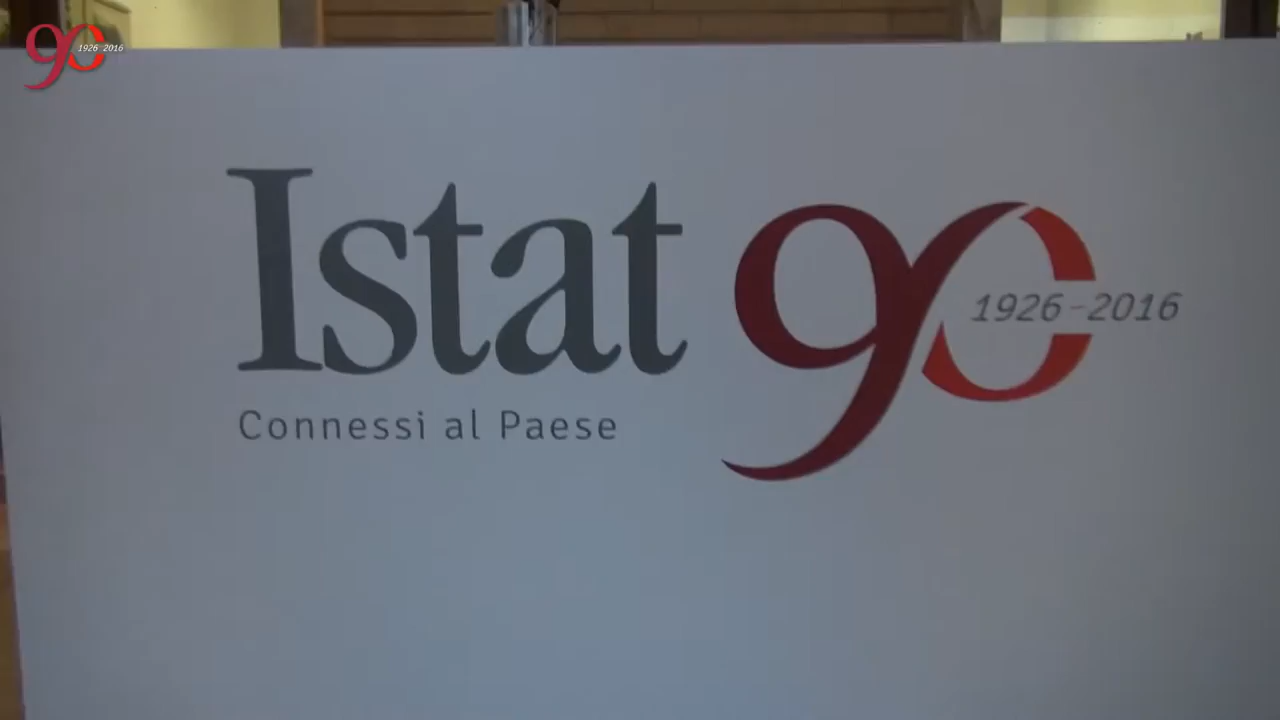 90 1926-2016
Istat 90
1926-2016
Connessi al Paese